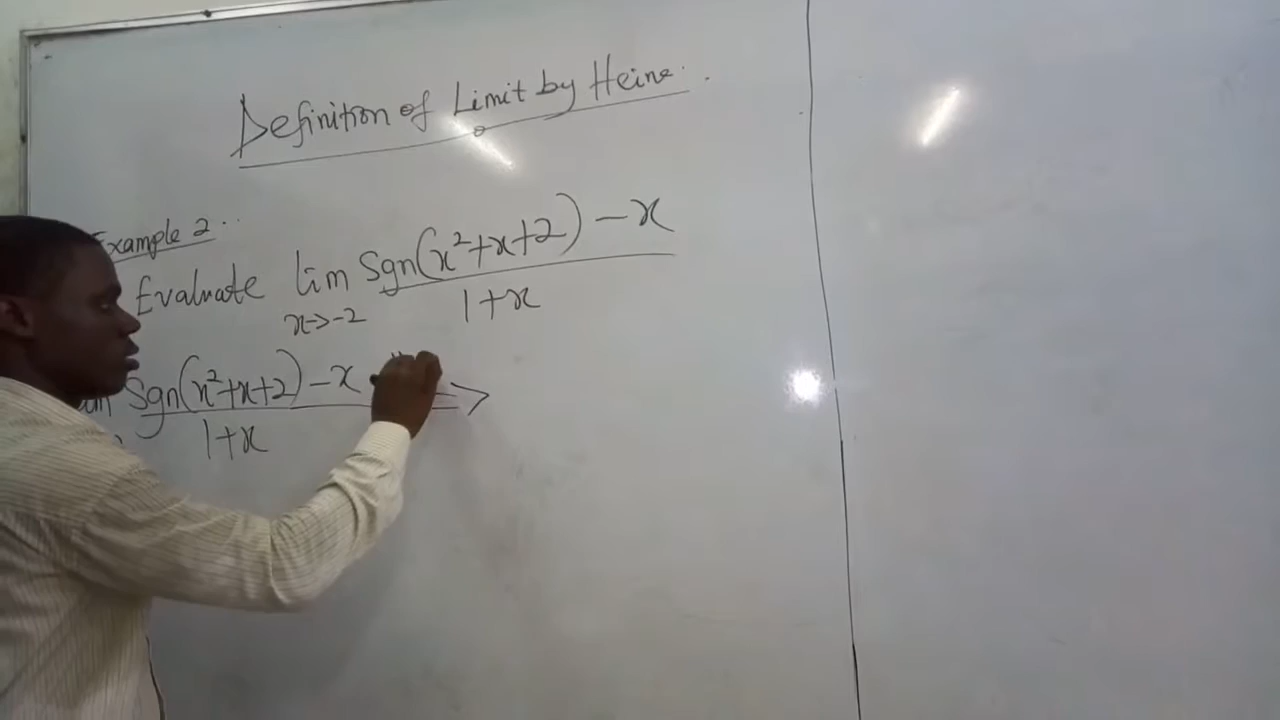 Definition of Limit by Heine.
Example 2..
Evaluate lim Sgn(x²+x+2) -x
x->-2 1+x
Sgn(x²+x+2) -x =>
1+x